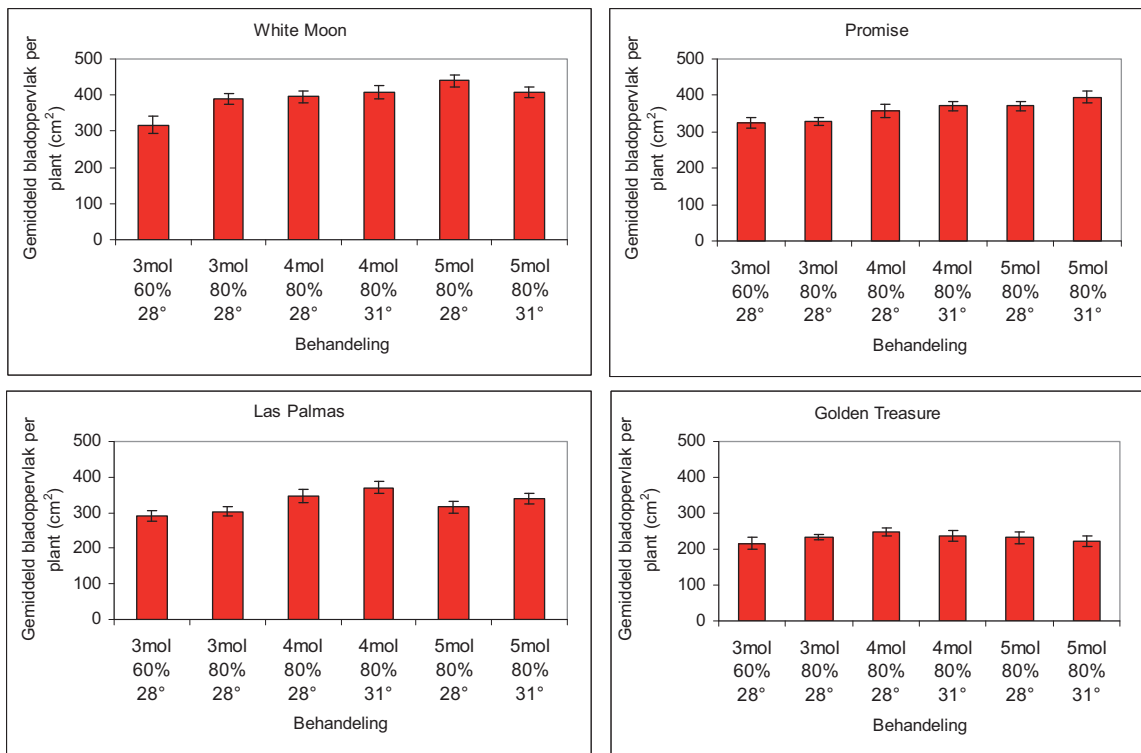 White Moon
Gemiddeld bladoppervlak per
plant (cm²)
500
400
300
200
100
0
3mol 3mol 4mol 4mol 5mol 5mol
60% 80% 80% 80% 80% 80%
28° 28° 28° 31° 28° 31°
Behandeling
Promise
Gemiddeld bladoppervlak per
plant (cm²)
500
400
300
200
100
0
3mol 3mol 4mol 4mol 5mol 5mol
60% 80% 80% 80% 80% 80%
28° 28° 28° 31° 28° 31°
Behandeling
Las Palmas
Gemiddeld bladoppervlak per
plant (cm²)
500
400
300
200
100
0
3mol 3mol 4mol 4mol 5mol 5mol
60% 80% 80% 80% 80% 80%
28° 28° 28° 31° 28° 31°
Behandeling
Golden Treasure
Gemiddeld bladoppervlak per
plant (cm²)
500
400
300
200
100
0
3mol 3mol 4mol 4mol 5mol 5mol
60% 80% 80% 80% 80% 80%
28° 28° 28° 31° 28° 31°
Behandeling